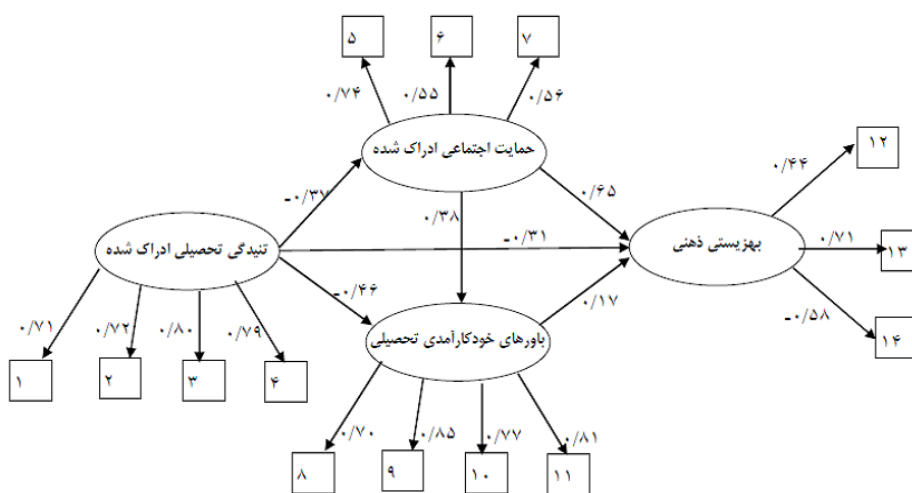 ۵ ۶ ۷
۰/۷۴ ۰/۵۵ ۰/۵۶
حمایت اجتماعی ادراک شده
۱۲
۰/۴۴
-۰/۳۷ ۰/۳۸ ۰/۶۵
تنیدگی تحصیلی ادراک شده
-۰/۳۱
بهزیستی ذهنی
۰/۷۱
۱۳
-۰/۴۶ ۰/۱۷
-۰/۵۸
۱۴
باورهای خودکارآمدی تحصیلی
۰/۷۱ ۰/۷۲ ۰/۸۰ ۰/۷۹
۱ ۲ ۳ ۴
۰/۷۰ ۰/۸۵ ۰/۷۷ ۰/۸۱
۸ ۹ ۱۰ ۱۱